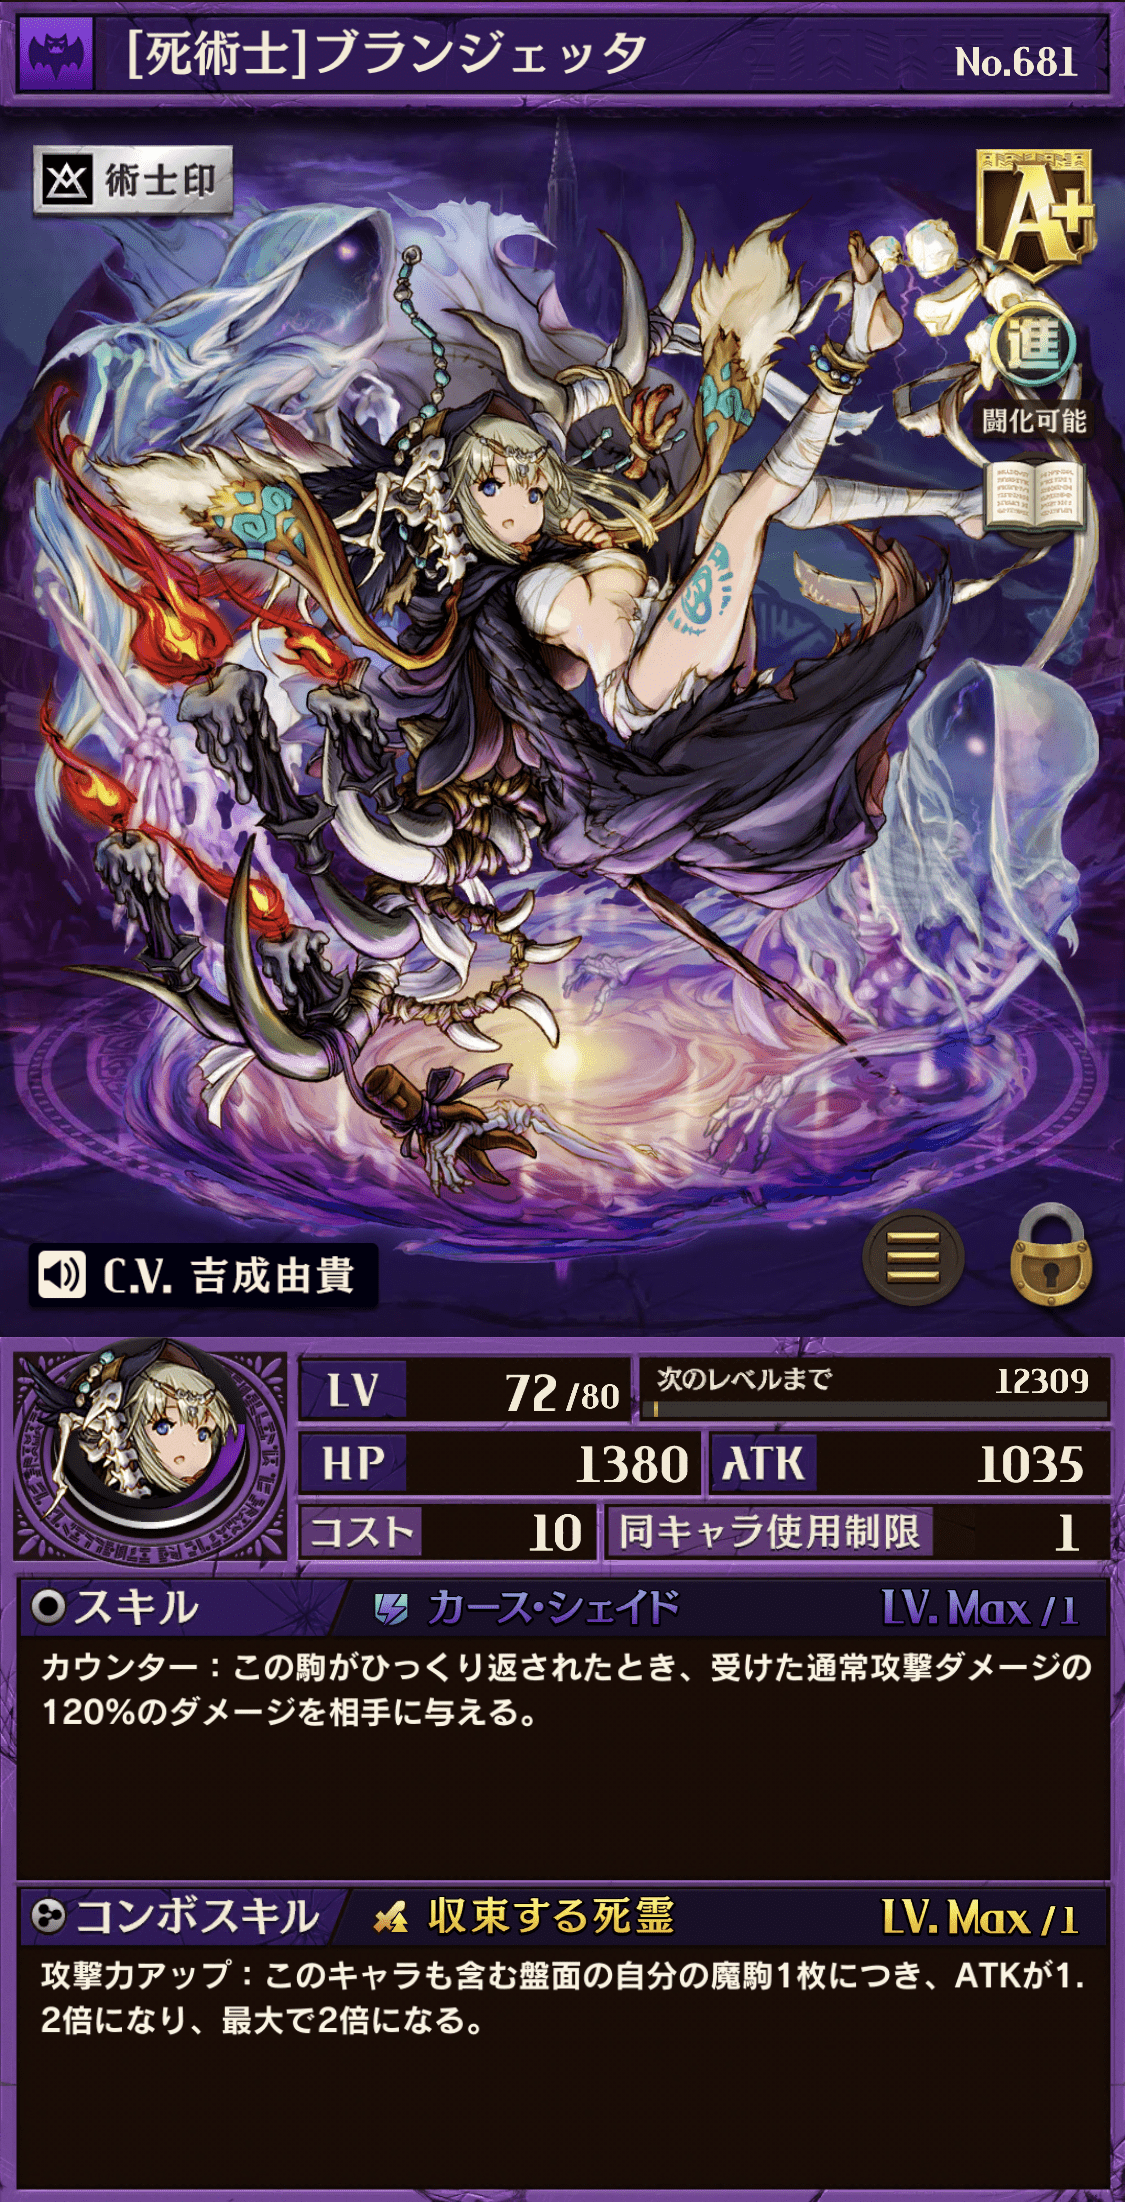 [死術士]ブランジェッタ
No.681
術士印
A+
進
闘化可能
C.V. 吉成由貴
LV 72/80
次のレベルまで 12309
HP 1380
ATK 1035
コスト 10
同キャラ使用制限 1
スキル カース・シェイド LV. Max /1
カウンター：この駒がひっくり返されたとき、受けた通常攻撃ダメージの
120%のダメージを相手に与える。
コンボスキル 収束する死霊 LV. Max /1
攻撃力アップ：このキャラも含む盤面の自分の魔駒1枚につき、ATKが1.
2倍になり、最大で2倍になる。